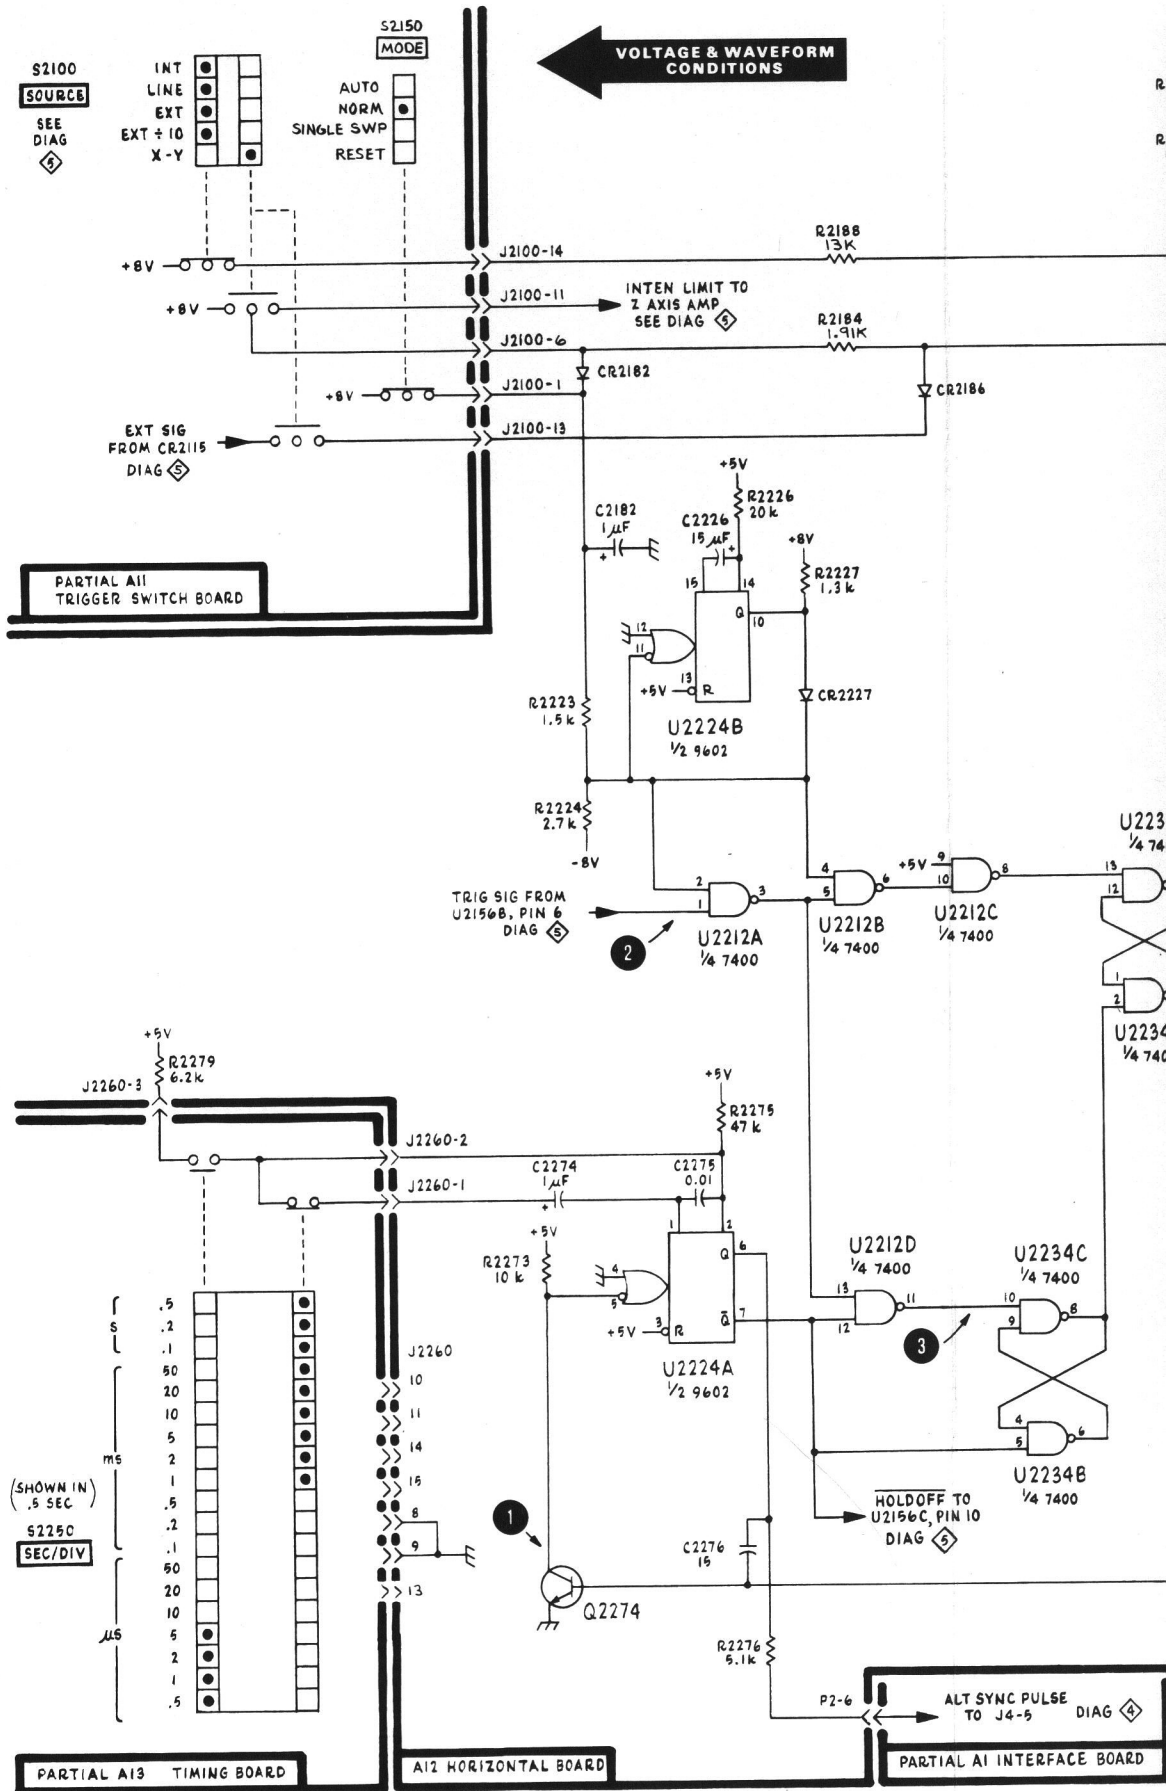 S2100
SOURCE
SEE
DIAG
5
INT
LINE
EXT
EXT ÷ 10
X-Y
S2150
MODE
AUTO
NORM
SINGLE SWP
RESET
VOLTAGE & WAVEFORM
CONDITIONS
R
R
+8V
J2100-14
R2188
13K
+8V
J2100-11
INTEN LIMIT TO
Z AXIS AMP
SEE DIAG 5
J2100-6
R2184
1.91K
CR2182
+8V
J2100-1
CR2186
EXT SIG
FROM CR2115
DIAG 5
J2100-13
+5V
R2226
20k
C2182
1µF
+
C2226
15µF
+
+8V
R2227
1.3k
PARTIAL A11
TRIGGER SWITCH BOARD
15
14
Q
10
12
11
13
+5V
R
CR2227
R2223
1.5k
U2224B
1/2 9602
R2224
2.7k
-8V
TRIG SIG FROM
U2156B, PIN 6
DIAG 5
2
1
3
U2212A
1/4 7400
2
4
5
6
U2212B
1/4 7400
+5V
9
10
8
U2212C
1/4 7400
U223
1/4 74
13
12
1
2
U2234
1/4 740
+5V
R2279
6.2k
J2260-3
J2260-2
J2260-1
+5V
R2275
47k
C2274
1µF
+
C2275
0.01
+5V
R2273
10k
1
2
Q
6
4
5
+5V
3
R
Q̅
7
U2224A
1/2 9602
U2212D
1/4 7400
13
12
11
3
U2234C
1/4 7400
10
9
8
4
5
6
U2234B
1/4 7400
HOLDOFF TO
U2156C, PIN 10
DIAG 5
s
.5
.2
.1
ms
50
20
10
5
2
1
.5
.2
.1
µs
50
20
10
5
2
1
.5
(SHOWN IN
.5 SEC)
S2250
SEC/DIV
J2260
10
11
14
15
8
9
13
1
Q2274
C2276
15
R2276
5.1k
P2-6
ALT SYNC PULSE
TO J4-5
DIAG 4
PARTIAL A13 TIMING BOARD
A12 HORIZONTAL BOARD
PARTIAL A1 INTERFACE BOARD